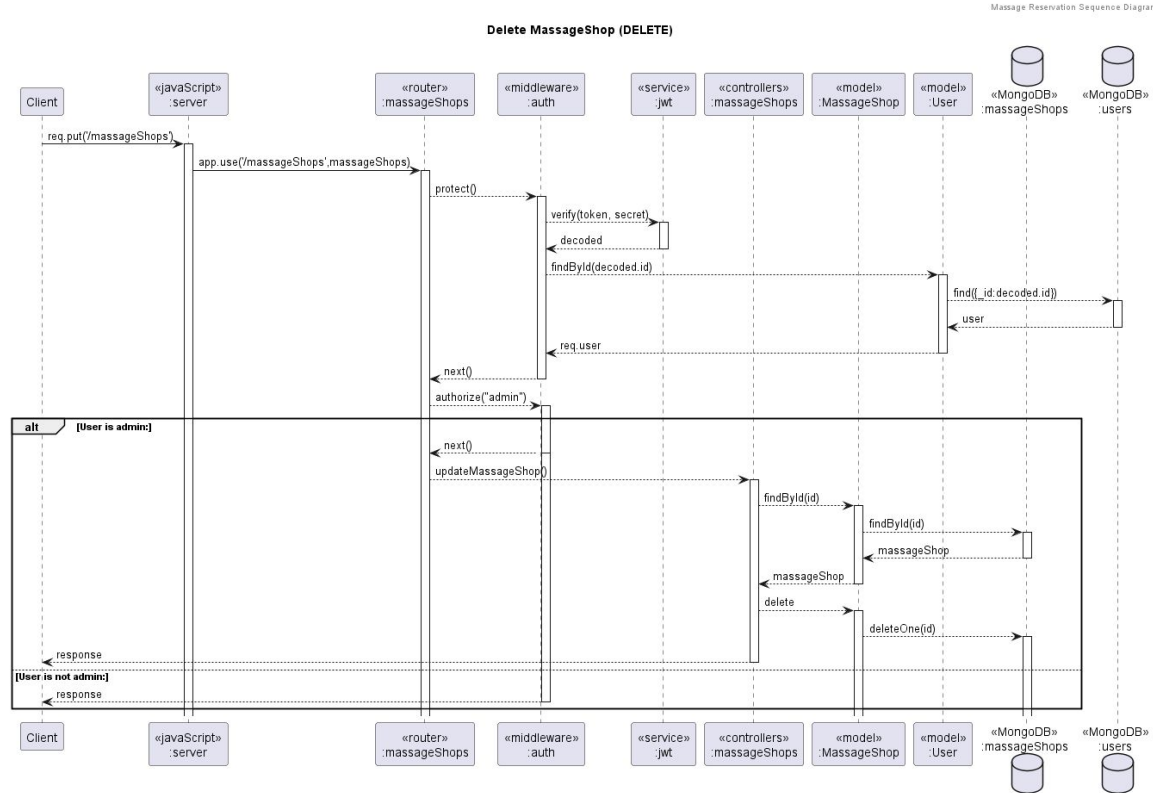 Massage Reservation Sequence Diagrar
Delete MassageShop (DELETE)
Client
«javaScript»
:server
«router»
:massageShops
«middleware»
:auth
«service»
:jwt
«controllers»
:massageShops
«model»
:MassageShop
«model»
:User
«MongoDB»
:massageShops
«MongoDB»
:users
req.put('/massageShops')
app.use('/massageShops',massageShops)
protect()
verify(token, secret)
decoded
findById(decoded.id)
find({_id:decoded.id})
user
req.user
next()
authorize("admin")
alt
[User is admin:]
next()
updateMassageShop()
findById(id)
findById(id)
massageShop
massageShop
delete
deleteOne(id)
response
[User is not admin:]
response
Client
«javaScript»
:server
«router»
:massageShops
«middleware»
:auth
«service»
:jwt
«controllers»
:massageShops
«model»
:MassageShop
«model»
:User
«MongoDB»
:massageShops
«MongoDB»
:users